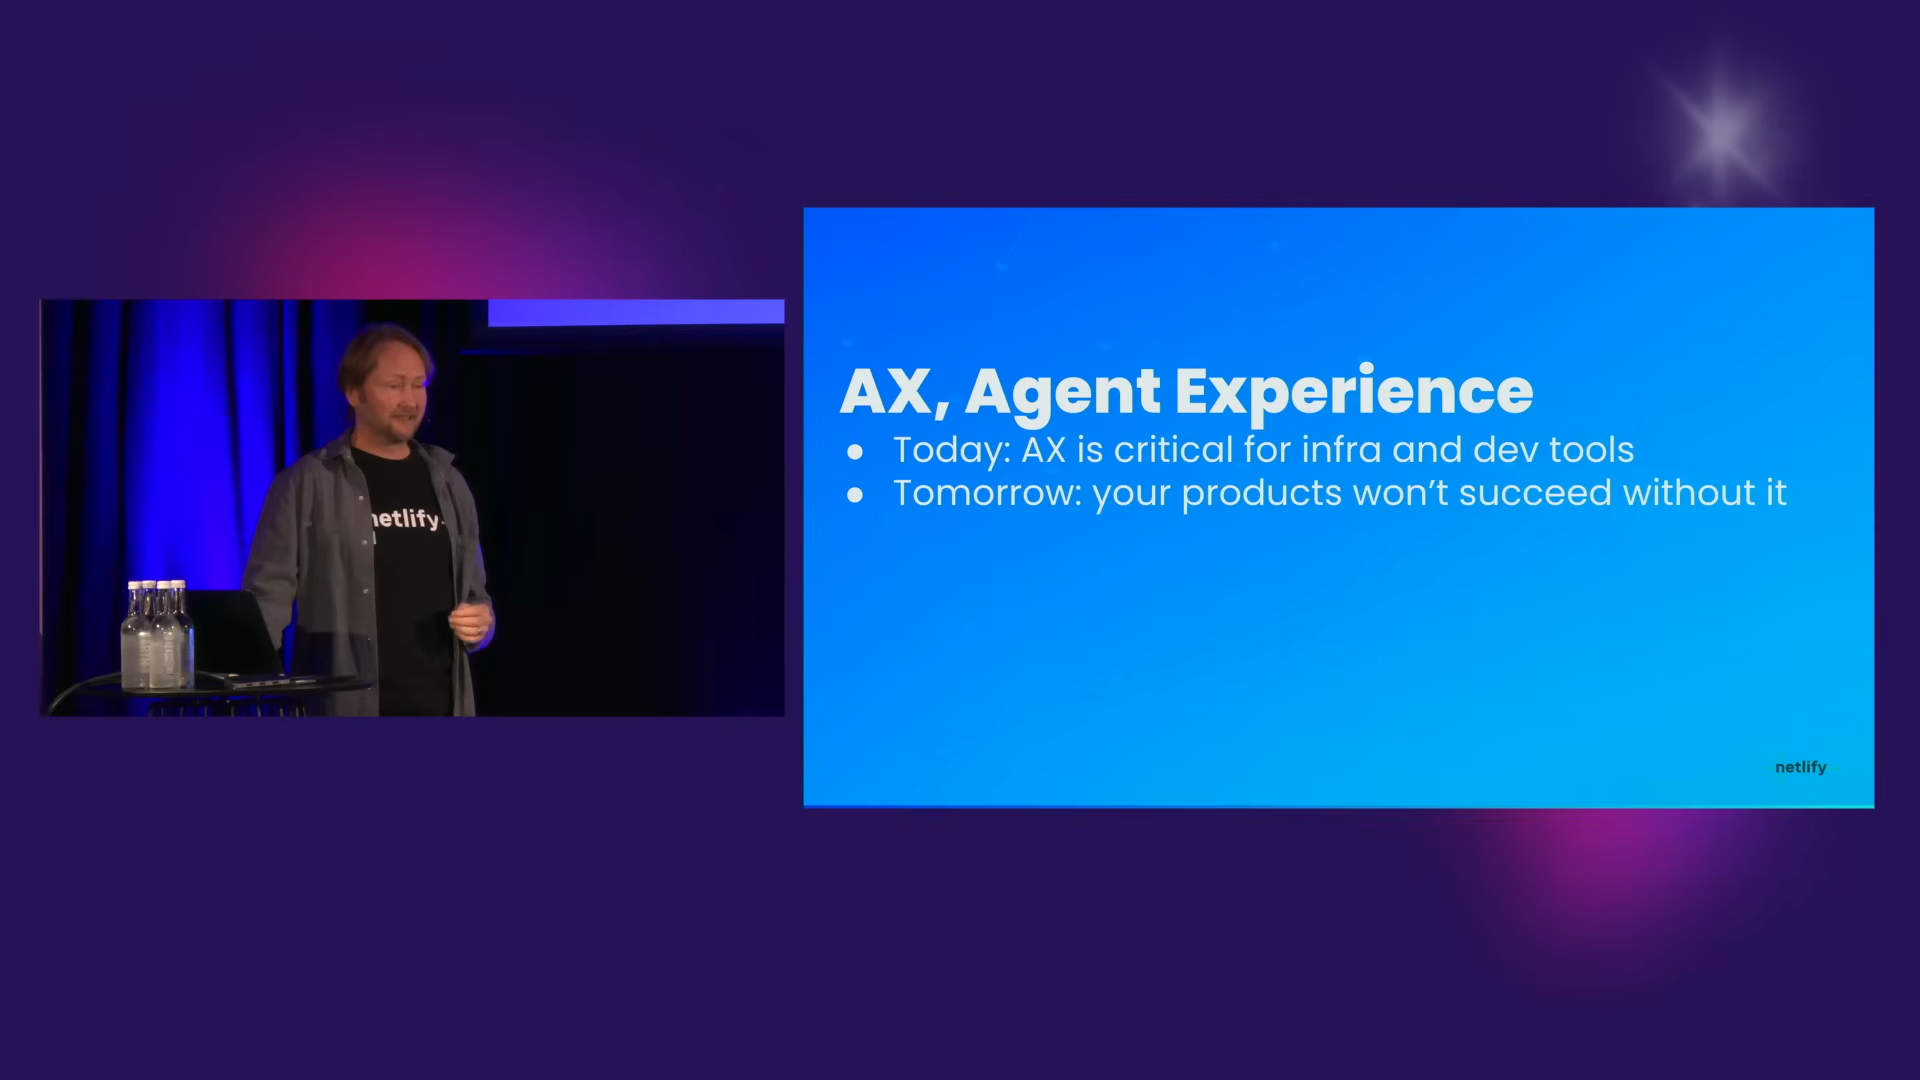 netlify
AX, Agent Experience
● Today: AX is critical for infra and dev tools
● Tomorrow: your products won’t succeed without it
netlify